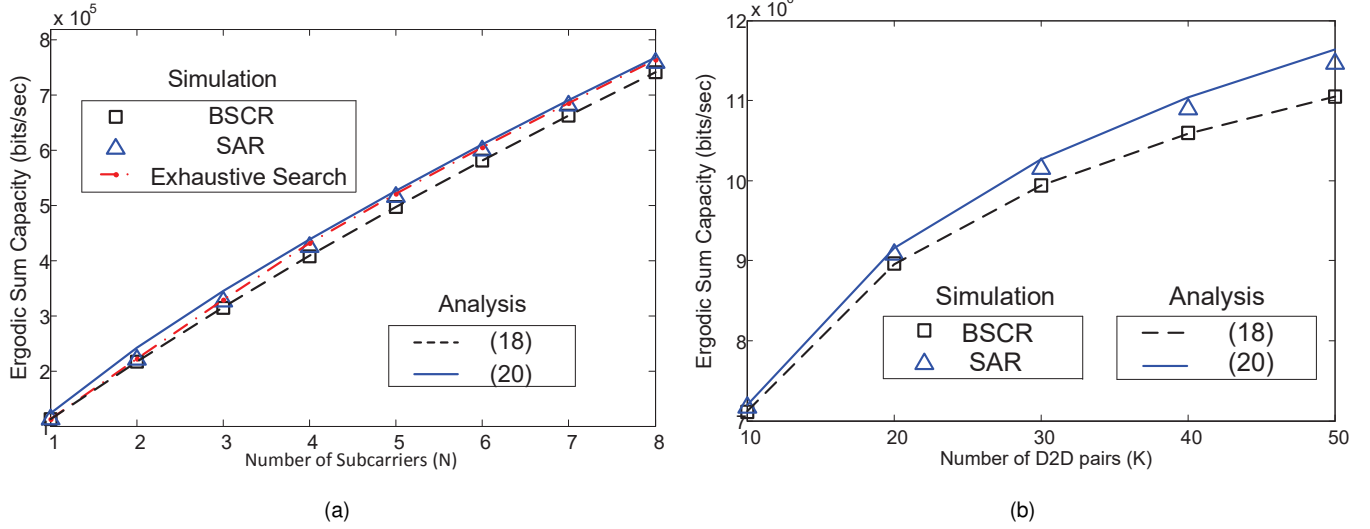 x 10⁵
8
7
6
5
4
3
2
1
1 2 3 4 5 6 7 8
Ergodic Sum Capacity (bits/sec)
Number of Subcarriers (N)
Simulation
BSCR
SAR
Exhaustive Search
Analysis
(18)
(20)
(a)
x 10
12
11
10
9
8
7
10 20 30 40 50
Ergodic Sum Capacity (bits/sec)
Number of D2D pairs (K)
Simulation
BSCR
SAR
Analysis
(18)
(20)
(b)